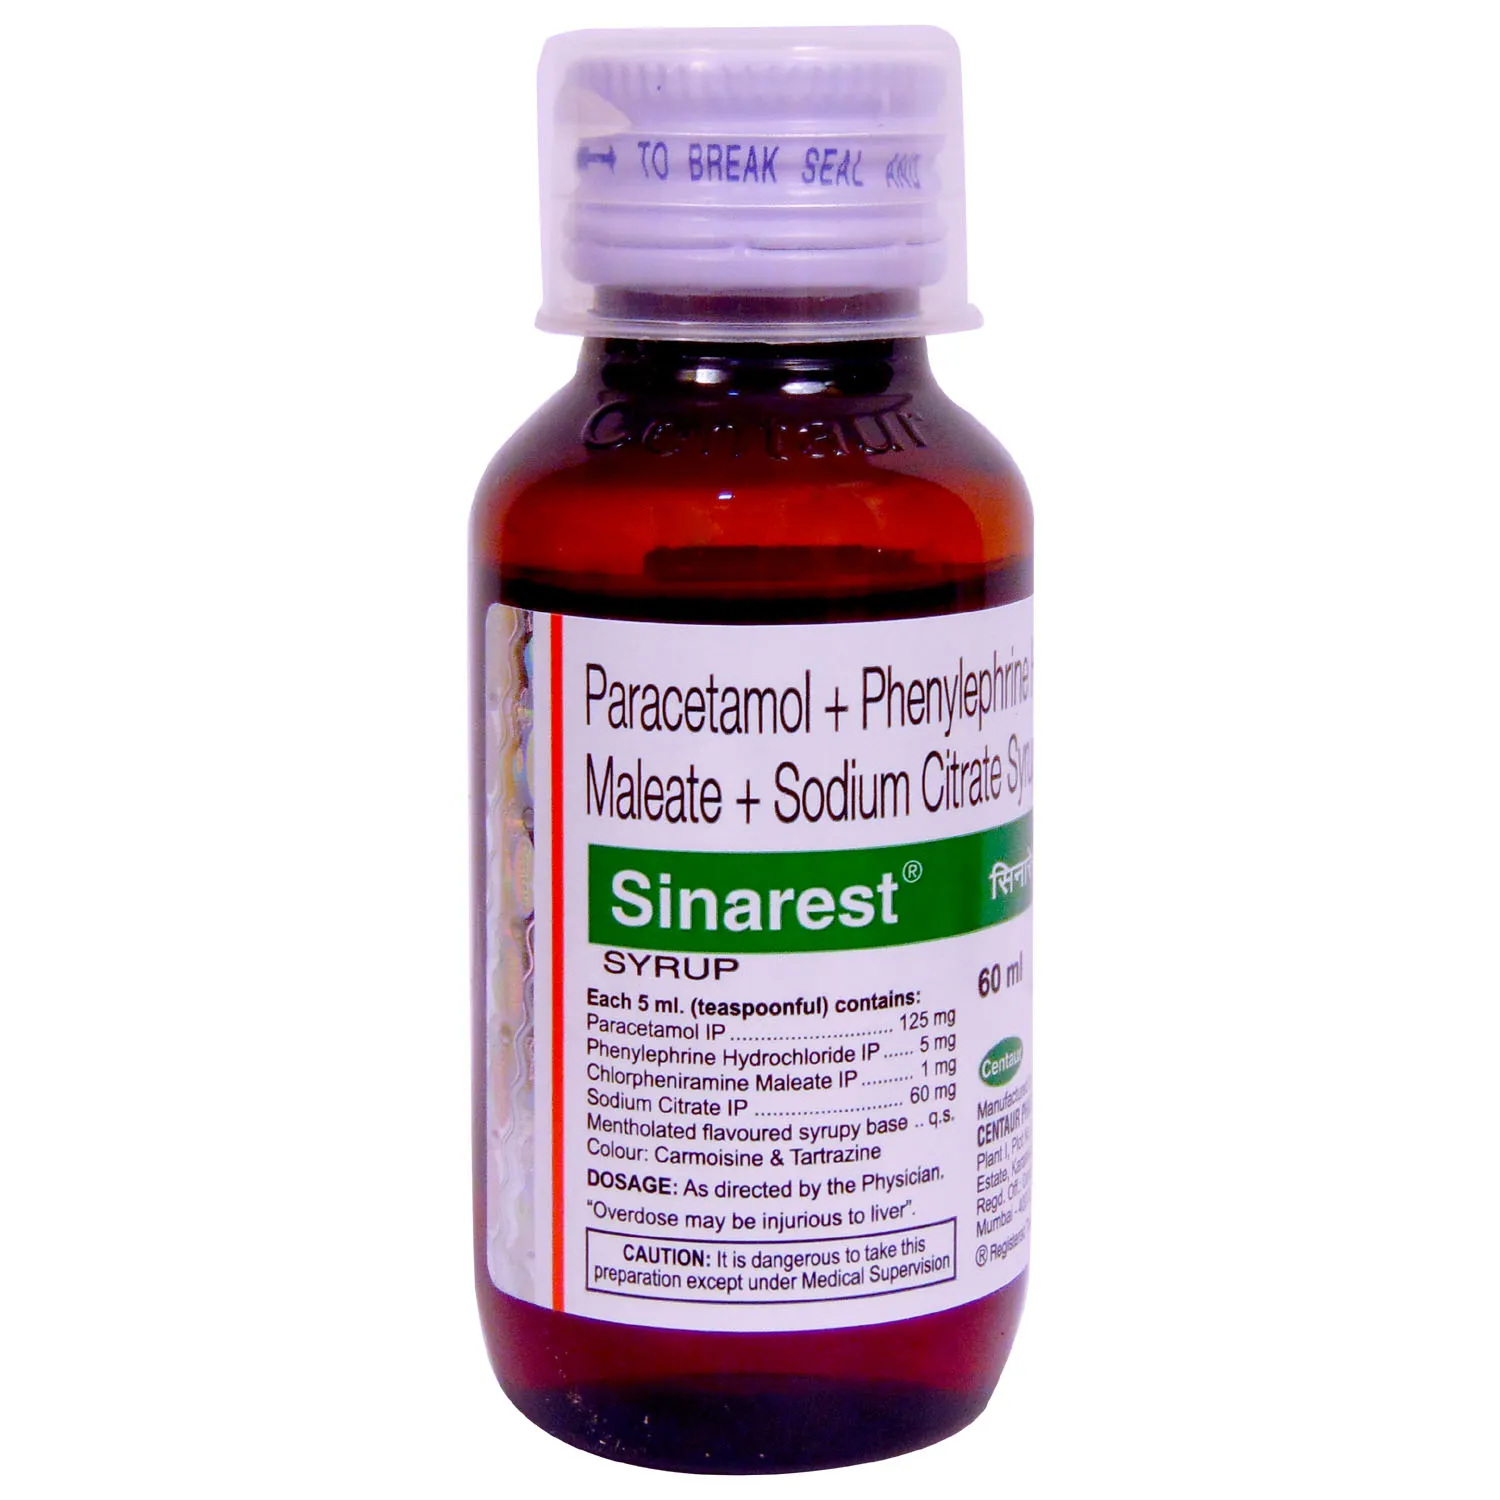 TO BREAK SEAL AND
Centaur
Paracetamol + Phenylephrine
Maleate + Sodium Citrate
Sinarest®
SYRUP
60 ml
Each 5 ml. (teaspoonful) contains:
Paracetamol IP ........................... 125 mg
Phenylephrine Hydrochloride IP ...... 5 mg
Chlorpheniramine Maleate IP .......... 1 mg
Sodium Citrate IP ......................... 60 mg
Mentholated flavoured syrupy base .. q.s.
Colour: Carmoisine & Tartrazine
DOSAGE: As directed by the Physician.
"Overdose may be injurious to liver".
CAUTION: It is dangerous to take this
preparation except under Medical Supervision
Centaur
Manufactured
CENTAUR
Plant I, Plot
Estate,
Regd. Off.:
Mumbai -
®